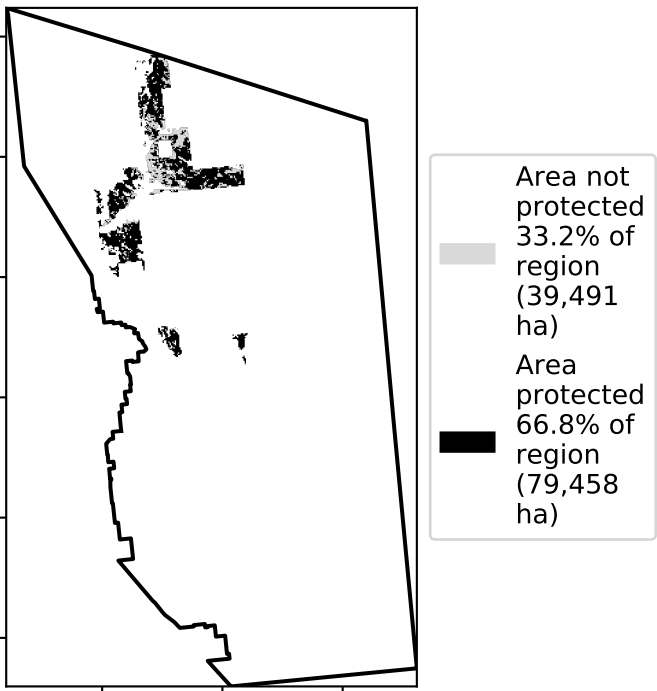 Area not
protected
33.2% of
region
(39,491
ha)
Area
protected
66.8% of
region
(79,458
ha)